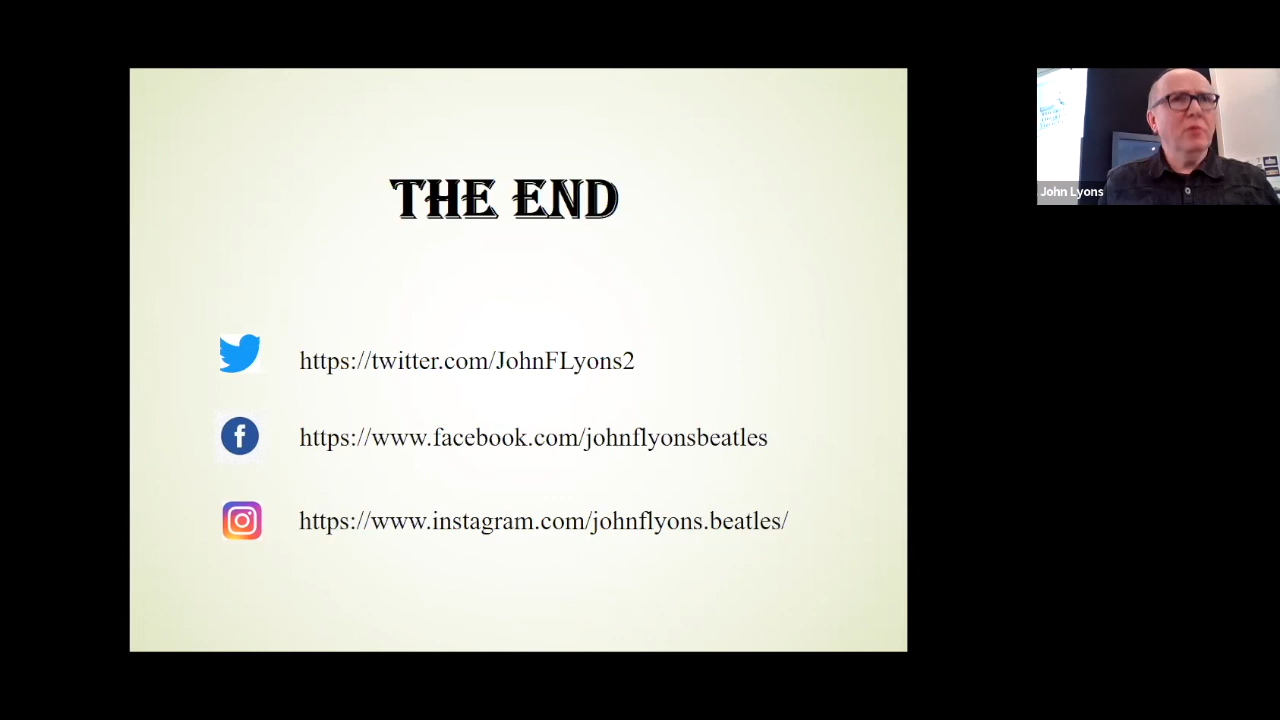 THE END
https://twitter.com/JohnFLyons2
https://www.facebook.com/johnflyonsbeatles
https://www.instagram.com/johnflyons.beatles/
John Lyons